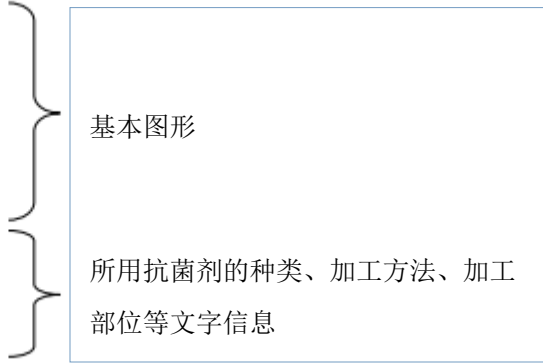 基本图形
所用抗菌剂的种类、加工方法、加工
部位等文字信息